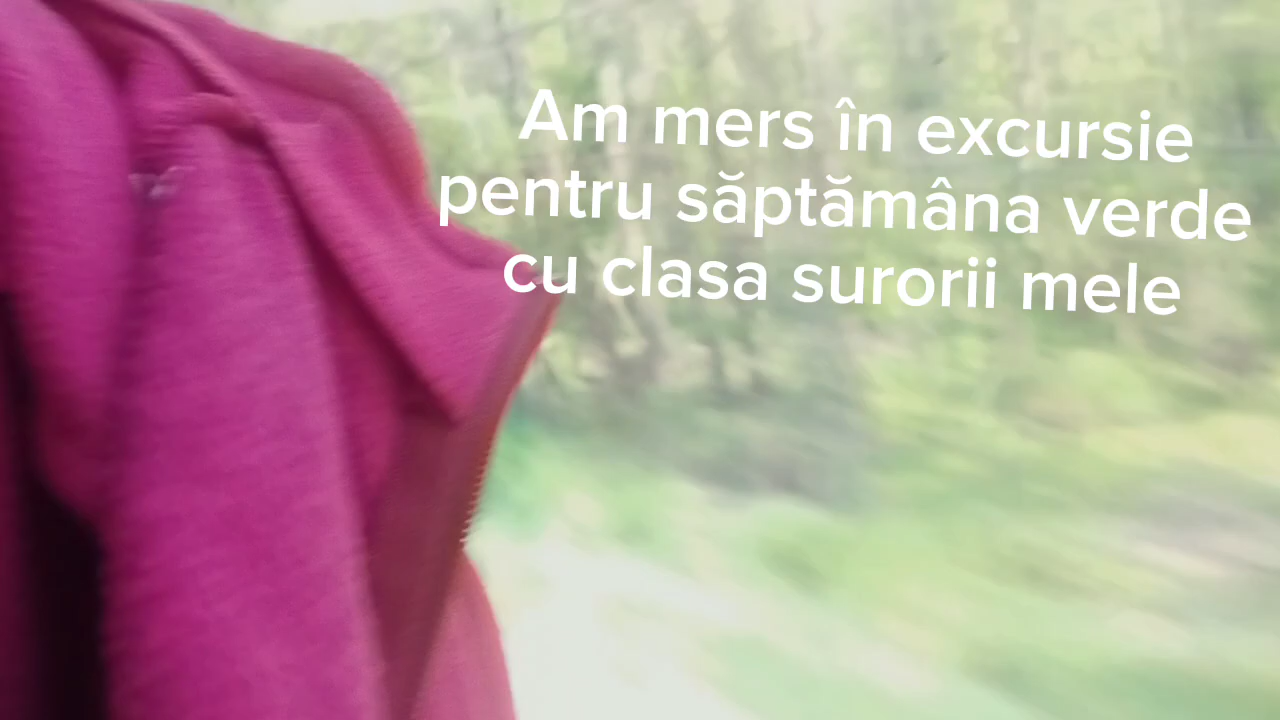 Am mers în excursie
pentru săptămâna verde
cu clasa surorii mele